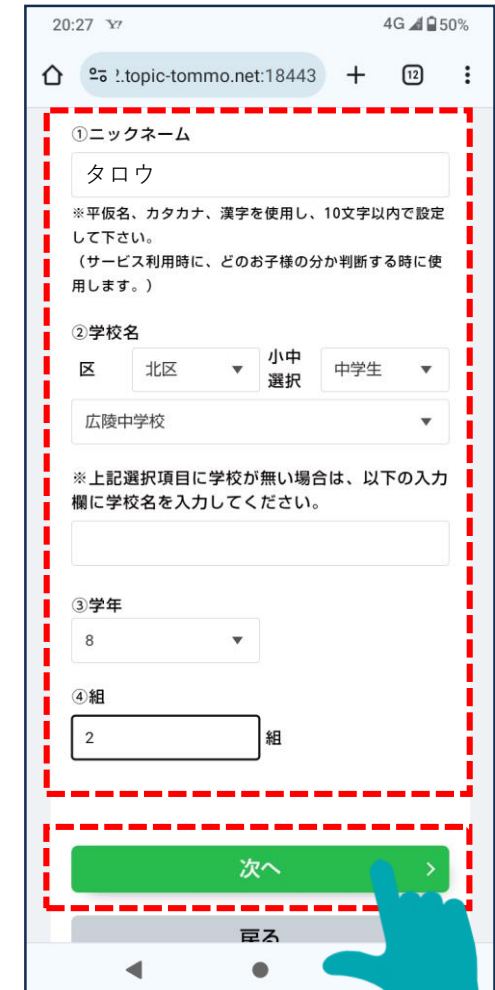 20:27 Y? 4G 50%
2.topic-tommo.net:18443 + 12
①ニックネーム
タロウ
※平仮名、カタカナ、漢字を使用し、10文字以内で設定
して下さい。
（サービス利用時に、どのお子様の分か判断する時に使
用します。）
②学校名
区 北区 小中 中学生
選択
広陵中学校
※上記選択項目に学校が無い場合は、以下の入力
欄に学校名を入力してください。
③学年
8
④組
2 組
次へ
戻る